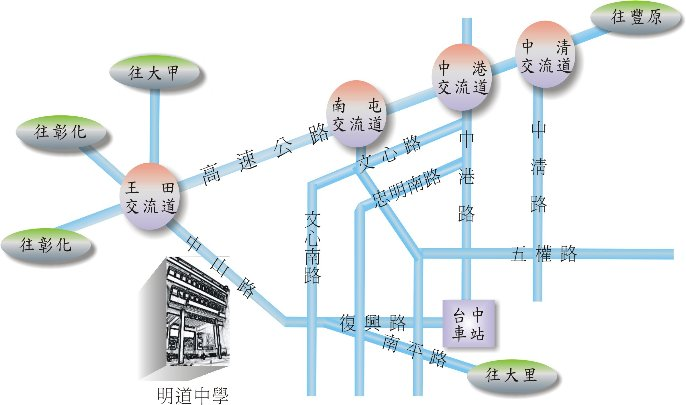 往豐原
中清
交流道
中港
交流道
往大甲
南屯
交流道
往彰化
高速公路
文心路
中港路
中清路
忠明南路
王田
交流道
往彰化
文心南路
五權路
中山路
台中
車站
復興路
南平路
往大里
明道中學